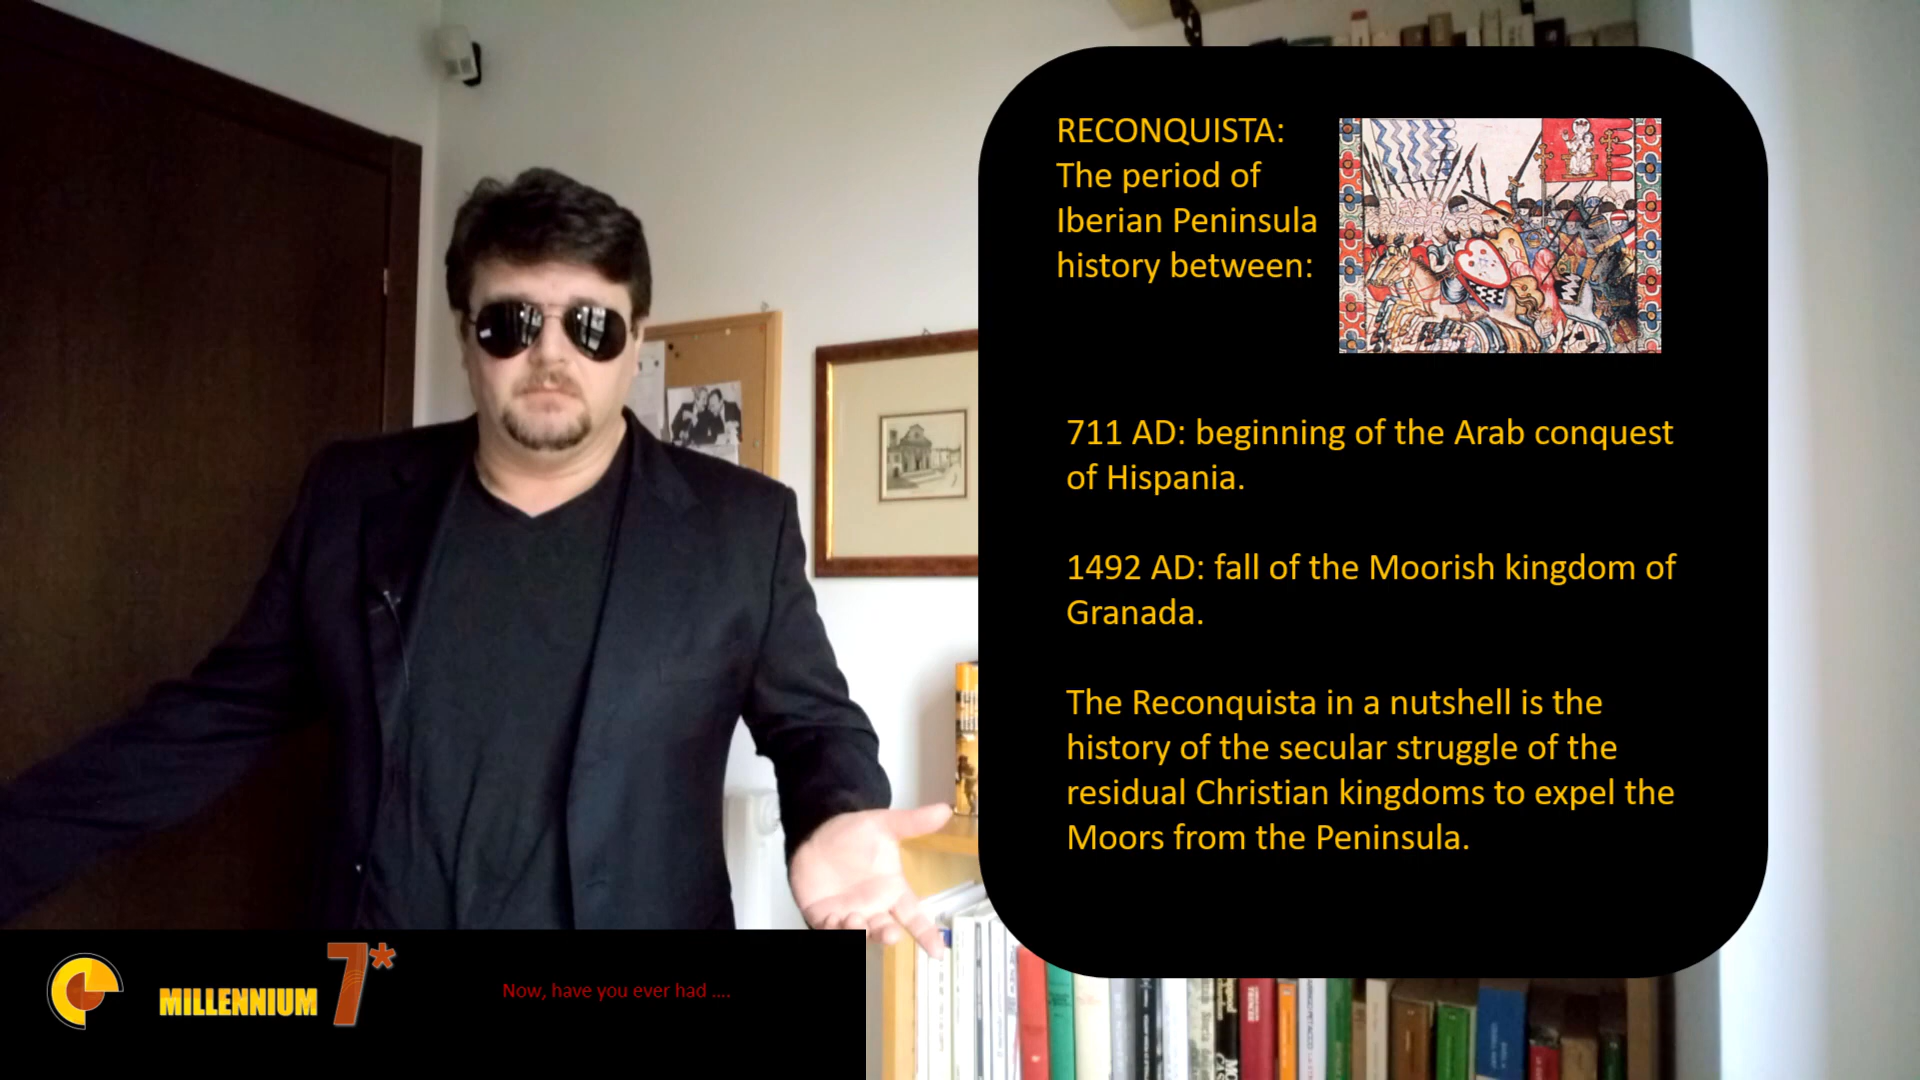 RECONQUISTA:
The period of
Iberian Peninsula
history between:
711 AD: beginning of the Arab conquest
of Hispania.
1492 AD: fall of the Moorish kingdom of
Granada.
The Reconquista in a nutshell is the
history of the secular struggle of the
residual Christian kingdoms to expel the
Moors from the Peninsula.
MILLENNIUM 7*
Now, have you ever had ....